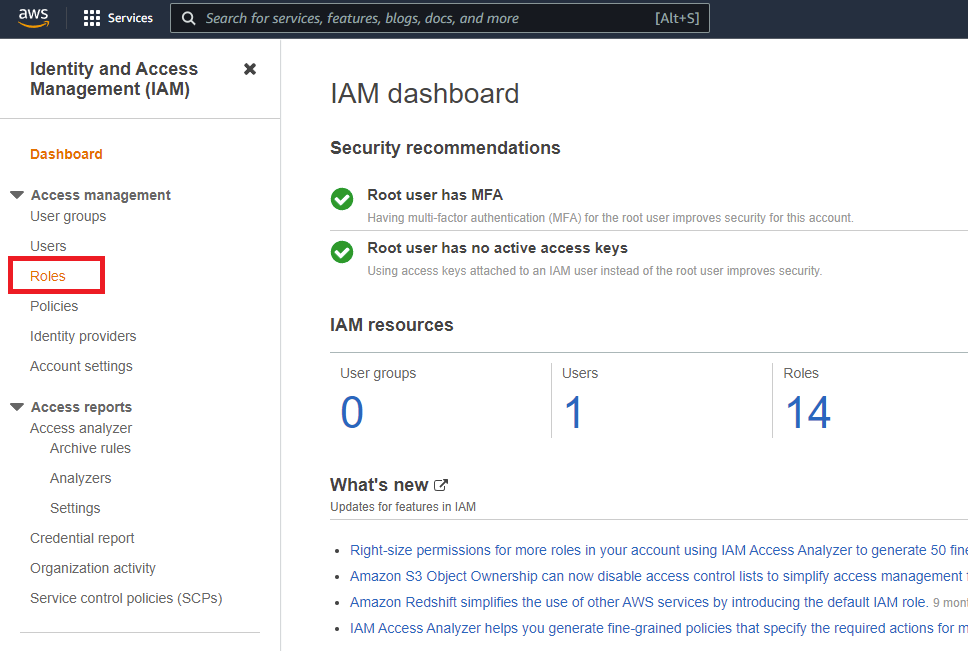 aws
Services
Search for services, features, blogs, docs, and more
[Alt+S]
Identity and Access
Management (IAM)
Dashboard
Access management
User groups
Users
Roles
Policies
Identity providers
Account settings
Access reports
Access analyzer
Archive rules
Analyzers
Settings
Credential report
Organization activity
Service control policies (SCPs)
IAM dashboard
Security recommendations
Root user has MFA
Having multi-factor authentication (MFA) for the root user improves security for this account.
Root user has no active access keys
Using access keys attached to an IAM user instead of the root user improves security.
IAM resources
User groups
0
Users
1
Roles
14
What's new
Updates for features in IAM
Right-size permissions for more roles in your account using IAM Access Analyzer to generate 50 fine
Amazon S3 Object Ownership can now disable access control lists to simplify access management f
Amazon Redshift simplifies the use of other AWS services by introducing the default IAM role. 9 mont
IAM Access Analyzer helps you generate fine-grained policies that specify the required actions for m